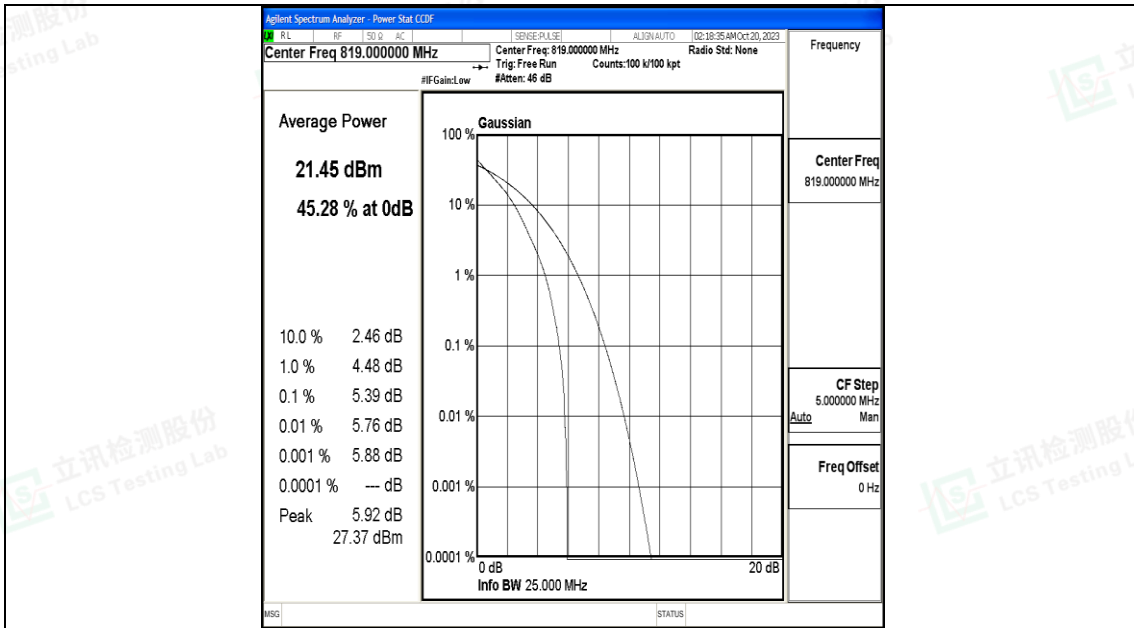 Agilent Spectrum Analyzer - Power Stat CCDF
RL RF 50 Ω AC SENSE:PULSE ALIGN AUTO 02:18:35 AM Oct 20, 2023
Center Freq 819.000000 MHz
Center Freq: 819.000000 MHz Radio Std: None
Trig: Free Run Counts:100 k/100 kpt
#IFGain:Low #Atten: 46 dB
Frequency
Average Power
21.45 dBm
45.28 % at 0dB
10.0 % 2.46 dB
1.0 % 4.48 dB
0.1 % 5.39 dB
0.01 % 5.76 dB
0.001 % 5.88 dB
0.0001 % --- dB
Peak 5.92 dB
27.37 dBm
Gaussian
100 %
10 %
1 %
0.1 %
0.01 %
0.001 %
0.0001 %
0 dB 20 dB
Info BW 25.000 MHz
Center Freq
819.000000 MHz
CF Step
5.000000 MHz
Auto Man
Freq Offset
0 Hz
MSG STATUS
立讯检测股份
LCS Testing Lab
立讯检测股份